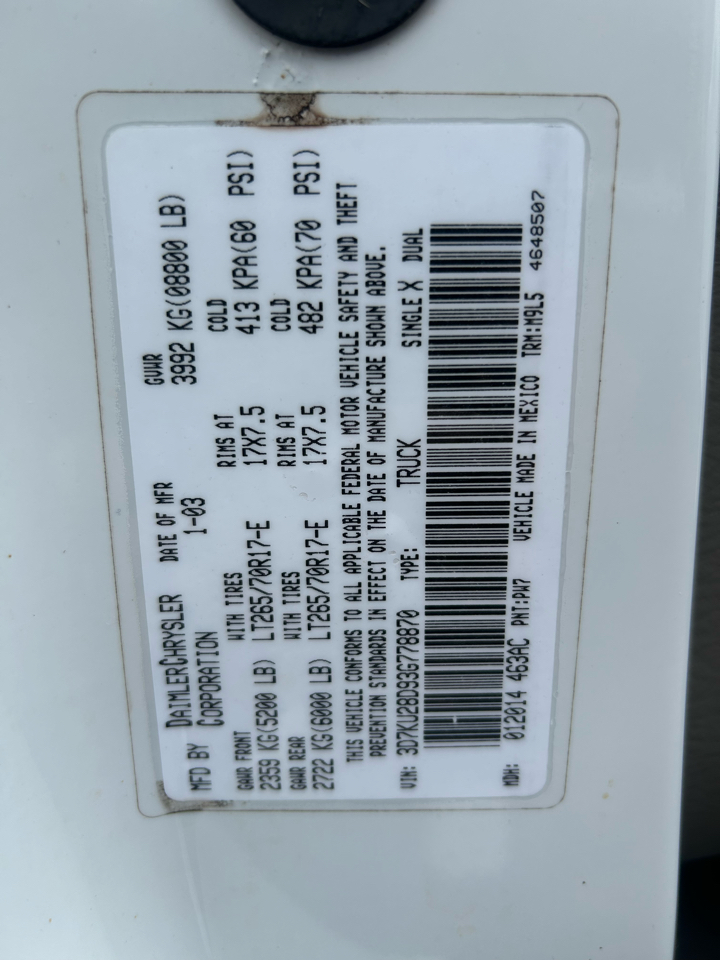 MFD BY DAIMLERCHRYSLER CORPORATION DATE OF MFR 1-03 GVWR 3992 KG(08800 LB)
GAWR FRONT WITH TIRES RIMS AT COLD
2359 KG(5200 LB) LT265/70R17-E 17X7.5 413 KPA(60 PSI)
GAWR REAR WITH TIRES RIMS AT COLD
2722 KG(6000 LB) LT265/70R17-E 17X7.5 482 KPA(70 PSI)
THIS VEHICLE CONFORMS TO ALL APPLICABLE FEDERAL MOTOR VEHICLE SAFETY AND THEFT
PREVENTION STANDARDS IN EFFECT ON THE DATE OF MANUFACTURE SHOWN ABOVE.
VIN: 3D7KU28D93G778870 TYPE: TRUCK SINGLE X DUAL
MDH: 012014 463AC PNT:PW7 VEHICLE MADE IN MEXICO TRM:M9L5 4648507